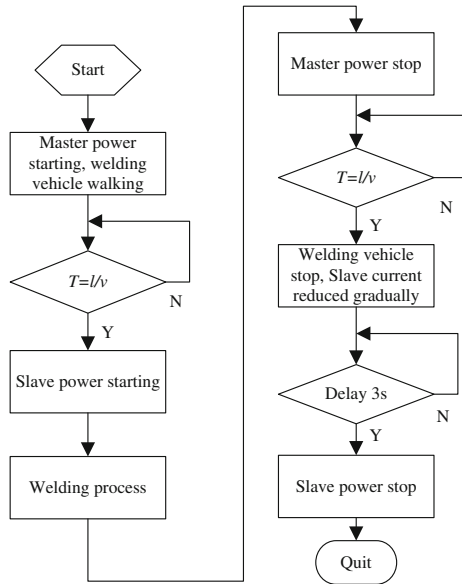 Start
Master power
starting, welding
vehicle walking
T=l/v
N
Y
Slave power starting
Welding process
Master power stop
T=l/v
N
Y
Welding vehicle
stop, Slave current
reduced gradually
Delay 3s
N
Y
Slave power stop
Quit